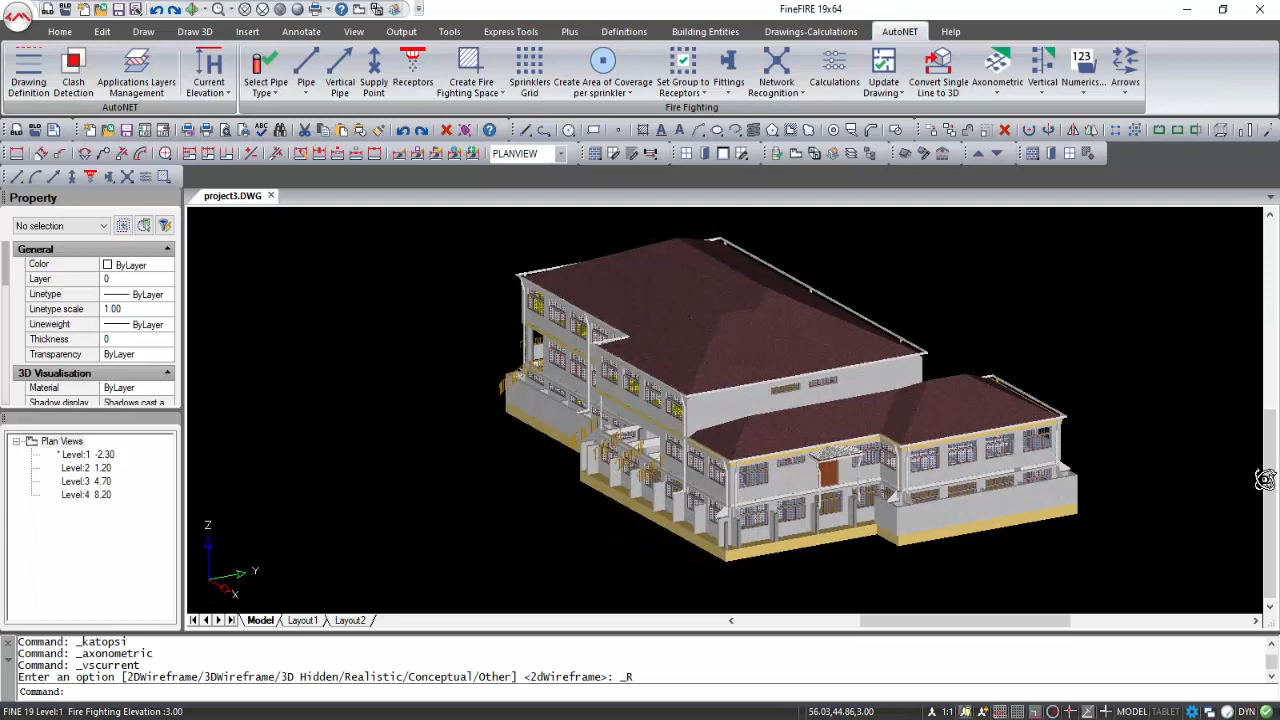 FineFIRE 19x64
Home Edit Draw Draw 3D Insert Annotate View Output Tools Express Tools Plus Definitions Building Entities Drawings-Calculations AutoNET Help
Drawing Definition
Clash Detection
Applications Layers Management
Current Elevation
AutoNET
Select Pipe Type
Pipe
Vertical Pipe
Supply Point
Receptors
Create Fire Fighting Space
Sprinklers Grid
Create Area of Coverage per sprinkler
Set Group to Receptors
Fittings
Network Recognition
Calculations
Update Drawing
Convert Single Line to 3D
Axonometric
Vertical
123
Numeric...
Arrows
Fire Fighting
PLANVIEW
Property
project3.DWG
No selection
General
Color ByLayer
Layer 0
Linetype ByLayer
Linetype scale 1.00
Lineweight ByLayer
Thickness 0
Transparency ByLayer
3D Visualisation
Material ByLayer
Shadow display Shadows cast a
Plan Views
* Level:1 -2.30
Level:2 1.20
Level:3 4.70
Level:4 8.20
Z
Y
X
Model Layout1 Layout2
Command: _katopsi
Command: _axonometric
Command: _vscurrent
Enter an option [2DWireframe/3DWireframe/3D Hidden/Realistic/Conceptual/Other] <2dWireframe>: _R
Command:
FINE 19 Level:1 Fire Fighting Elevation :3.00
56.03,44.86,3.00
1:1
MODEL TABLET
DYN